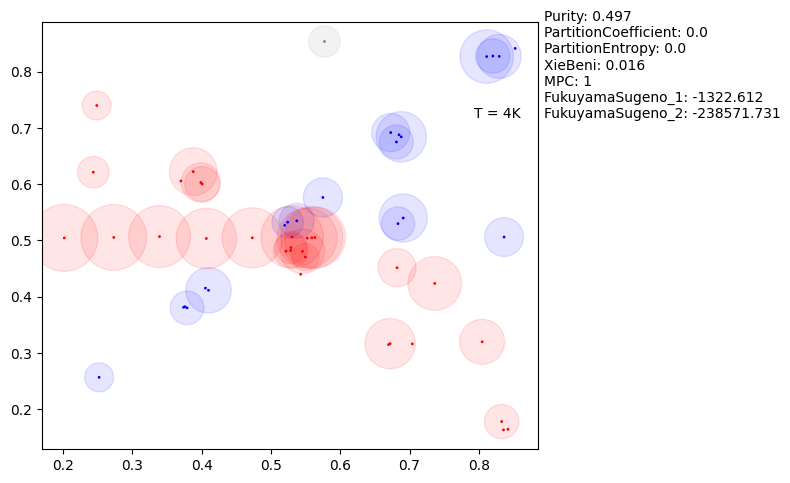 Purity: 0.497
PartitionCoefficient: 0.0
PartitionEntropy: 0.0
XieBeni: 0.016
MPC: 1
FukuyamaSugeno_1: -1322.612
FukuyamaSugeno_2: -238571.731
T = 4K
0.8
0.7
0.6
0.5
0.4
0.3
0.2
0.2 0.3 0.4 0.5 0.6 0.7 0.8